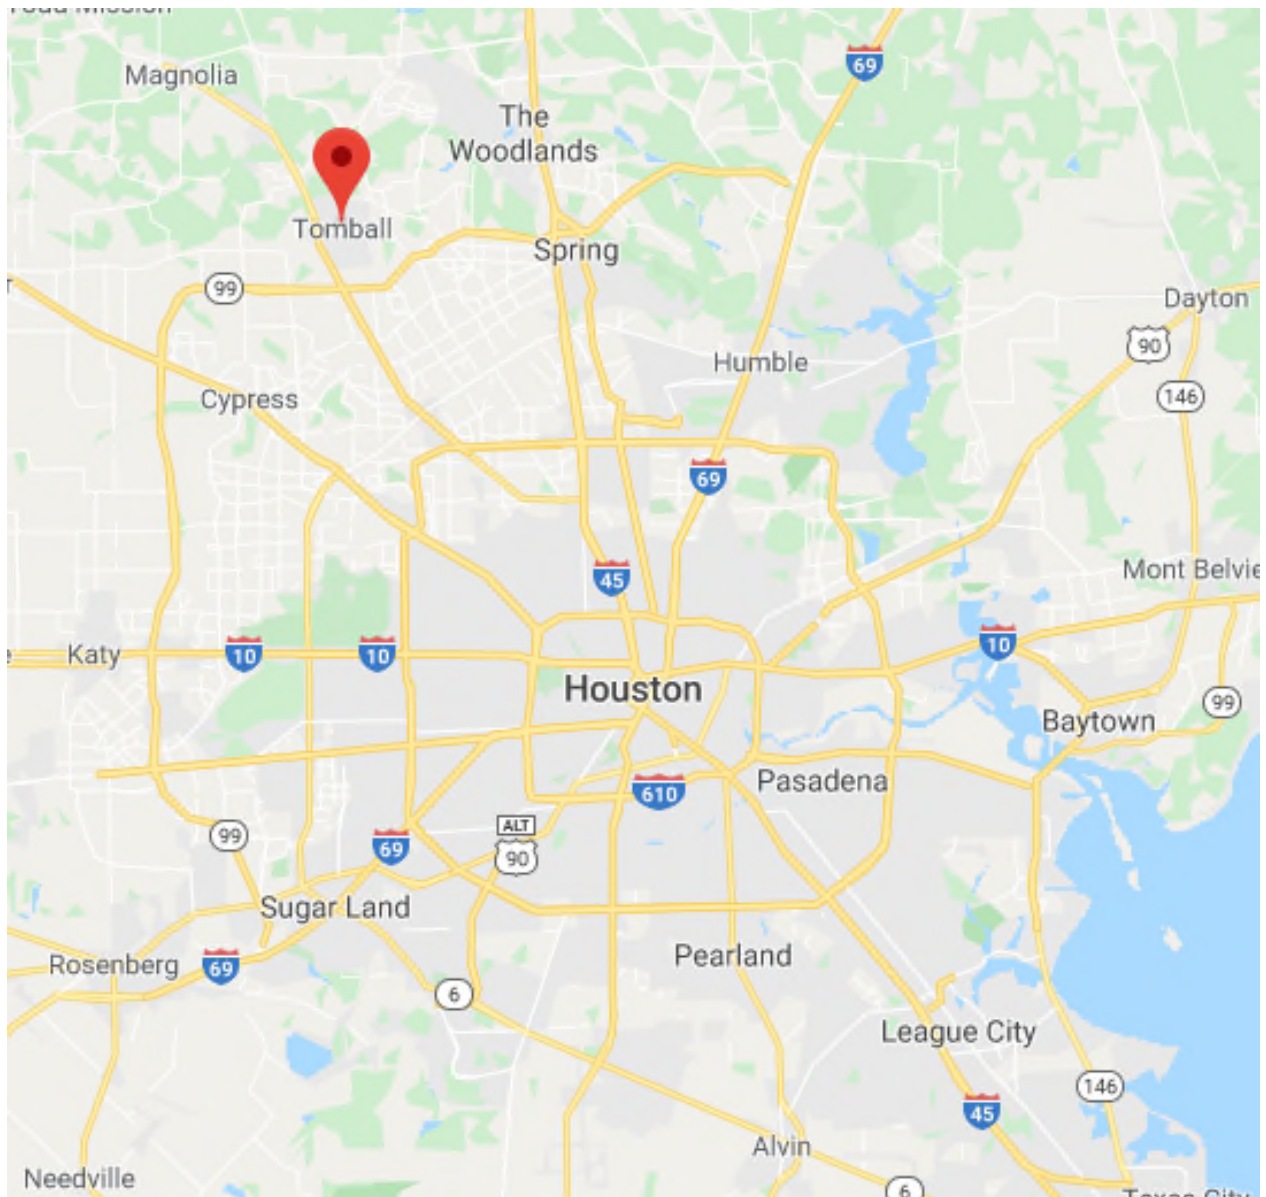 Magnolia
69
The
Woodlands
Tomball
Spring
99
Dayton
90
Humble
146
Cypress
69
45
Mont Belvie
10
Katy
10
10
Houston
99
Baytown
Pasadena
610
ALT
90
99
69
Sugar Land
Pearland
Rosenberg
69
6
League City
146
45
Alvin
Needville
6